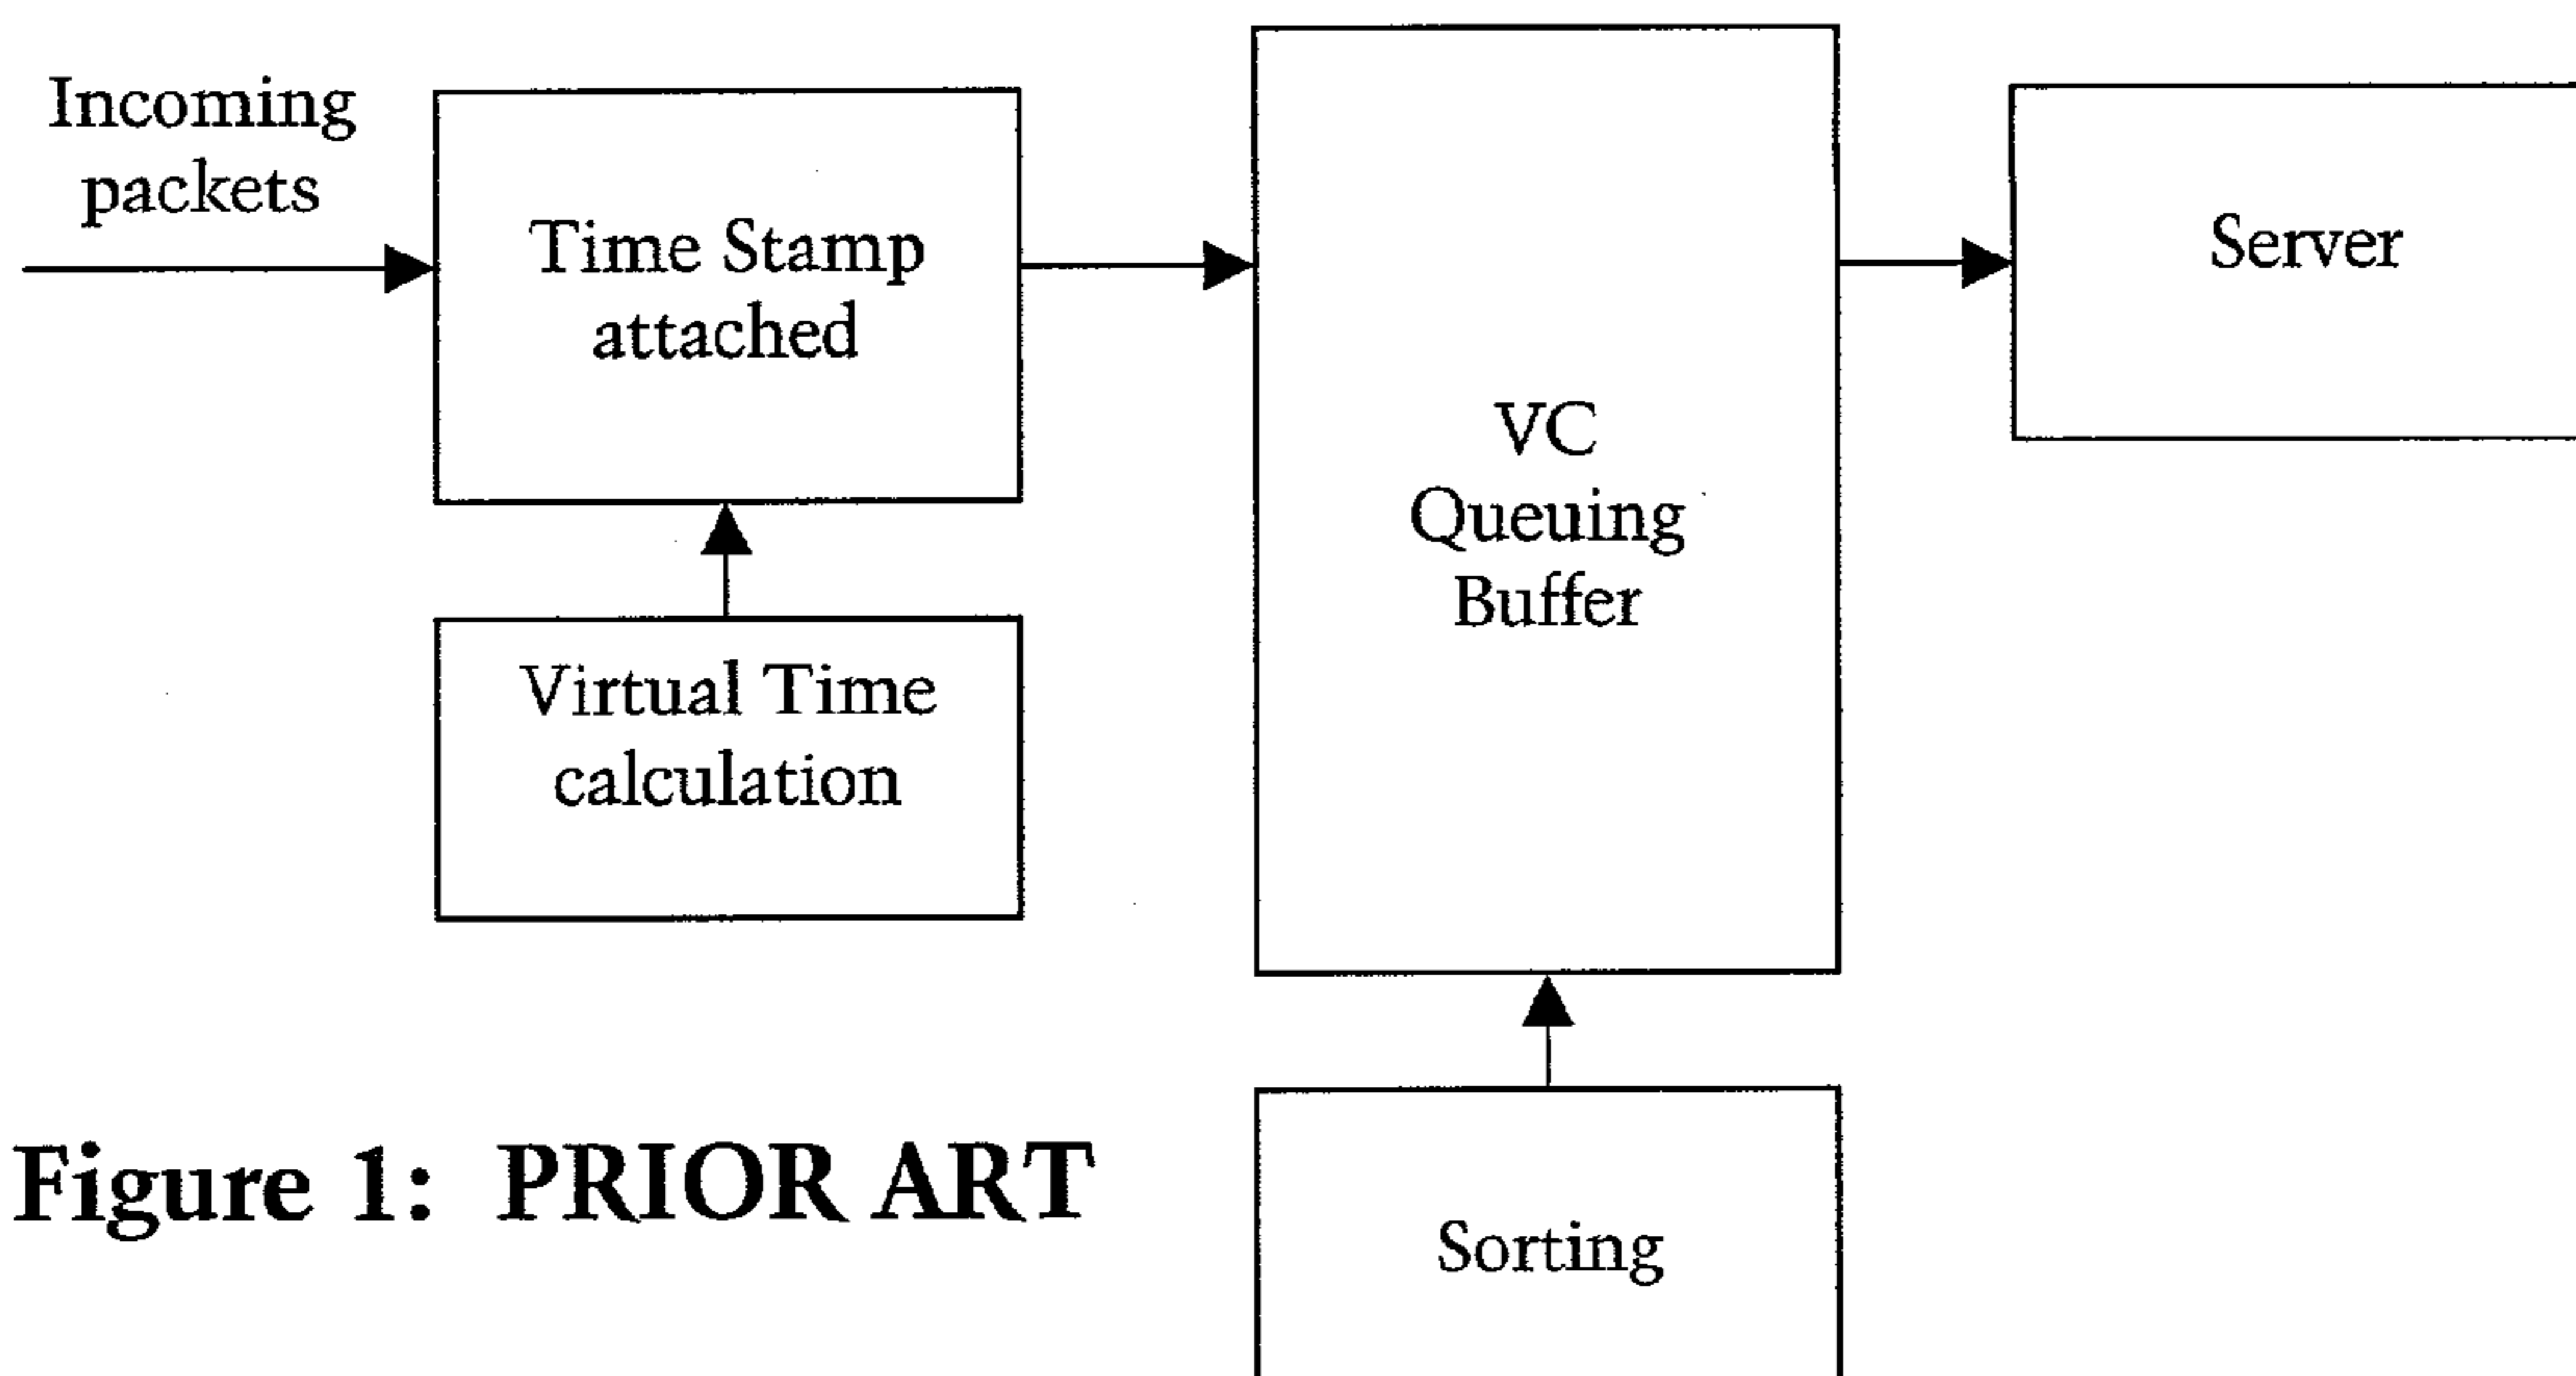 Incoming
packets
Time Stamp
attached
Virtual Time
calculation
VC
Queuing
Buffer
Server
Sorting
Figure 1: PRIOR ART